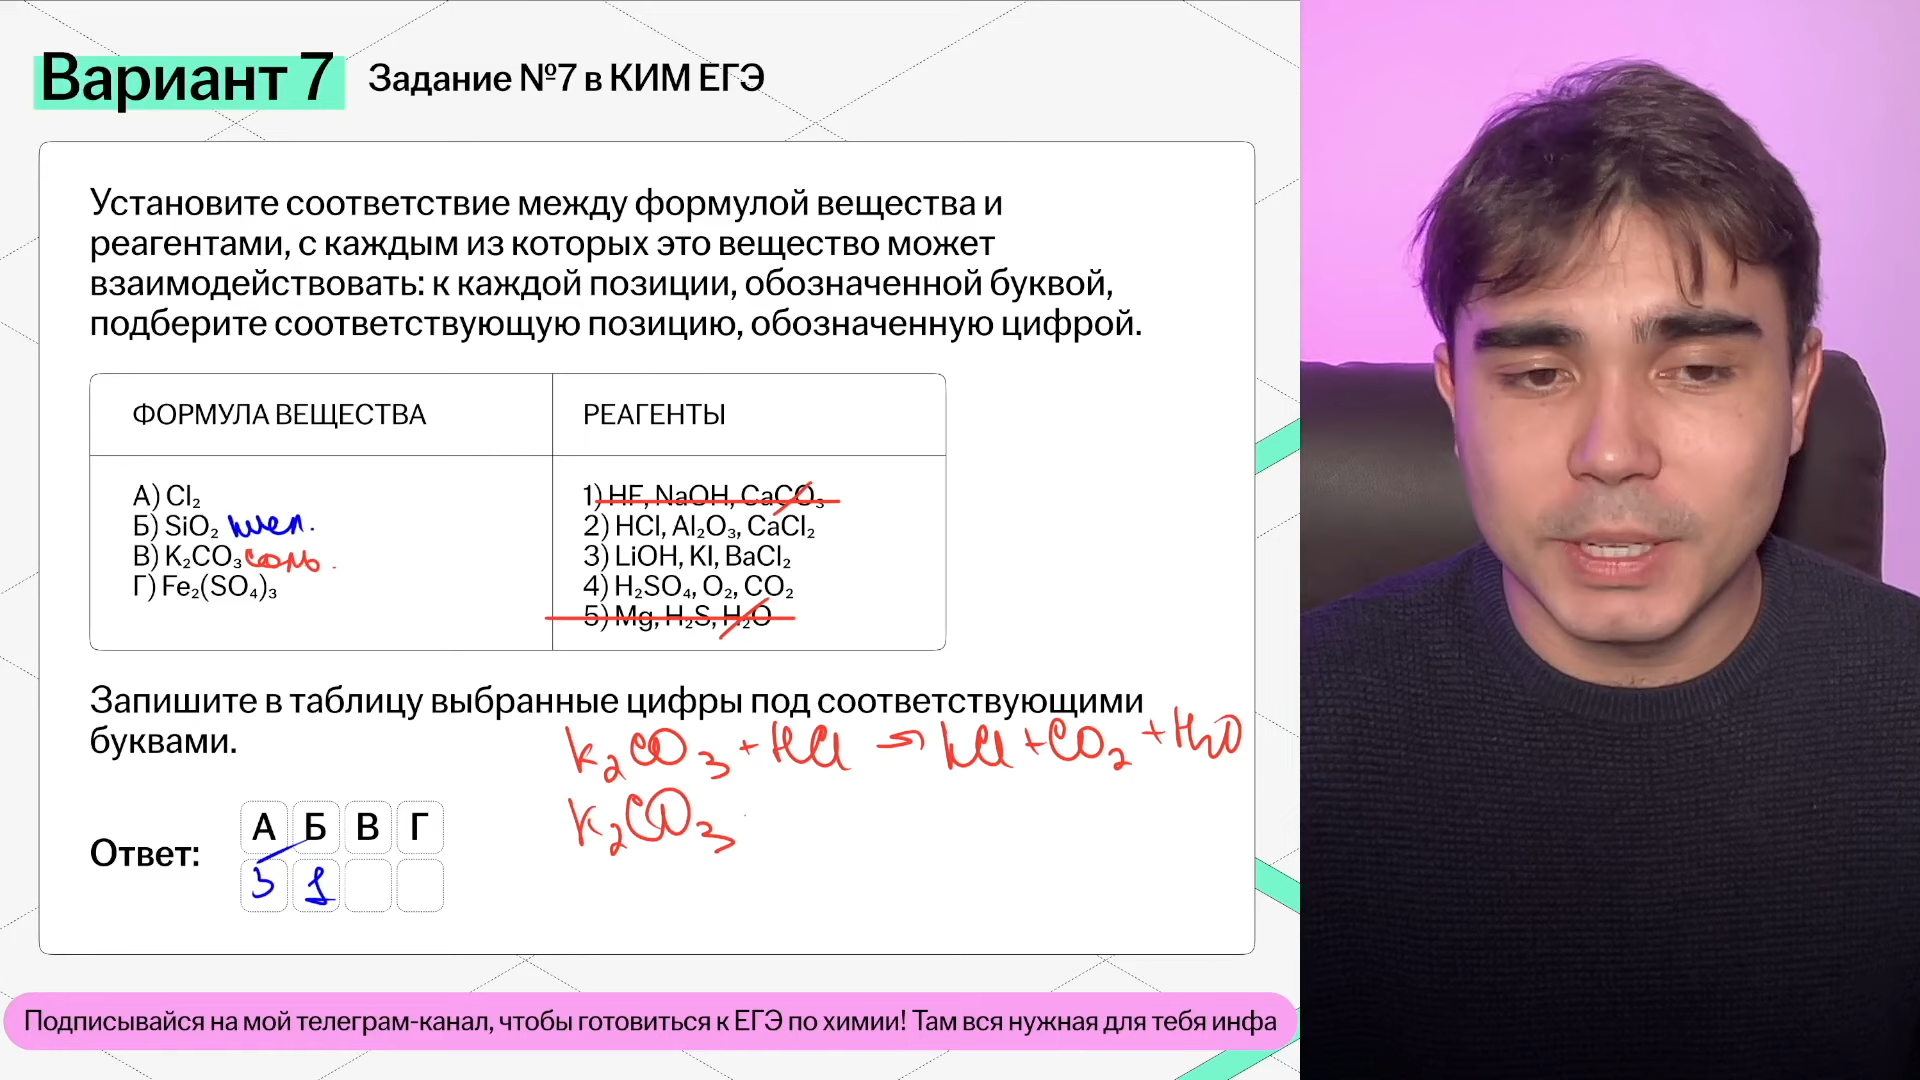 Вариант 7 Задание №7 в КИМ ЕГЭ
Установите соответствие между формулой вещества и
реагентами, с каждым из которых это вещество может
взаимодействовать: к каждой позиции, обозначенной буквой,
подберите соответствующую позицию, обозначенную цифрой.
ФОРМУЛА ВЕЩЕСТВА
РЕАГЕНТЫ
А) Cl₂
Б) SiO₂
В) K₂CO₃ соль.
Г) Fe₂(SO₄)₃
1) HF, NaOH, CaCO₃
2) HCl, Al₂O₃, CaCl₂
3) LiOH, KI, BaCl₂
4) H₂SO₄, O₂, CO₂
5) Mg, H₂S, H₂O
Запишите в таблицу выбранные цифры под соответствующими
буквами.
K₂CO₃ + HCl → KCl + CO₂ + H₂O
K₂CO₃
Ответ:
А Б В Г
5 1
Подписывайся на мой телеграм-канал, чтобы готовиться к ЕГЭ по химии! Там вся нужная для тебя инфа